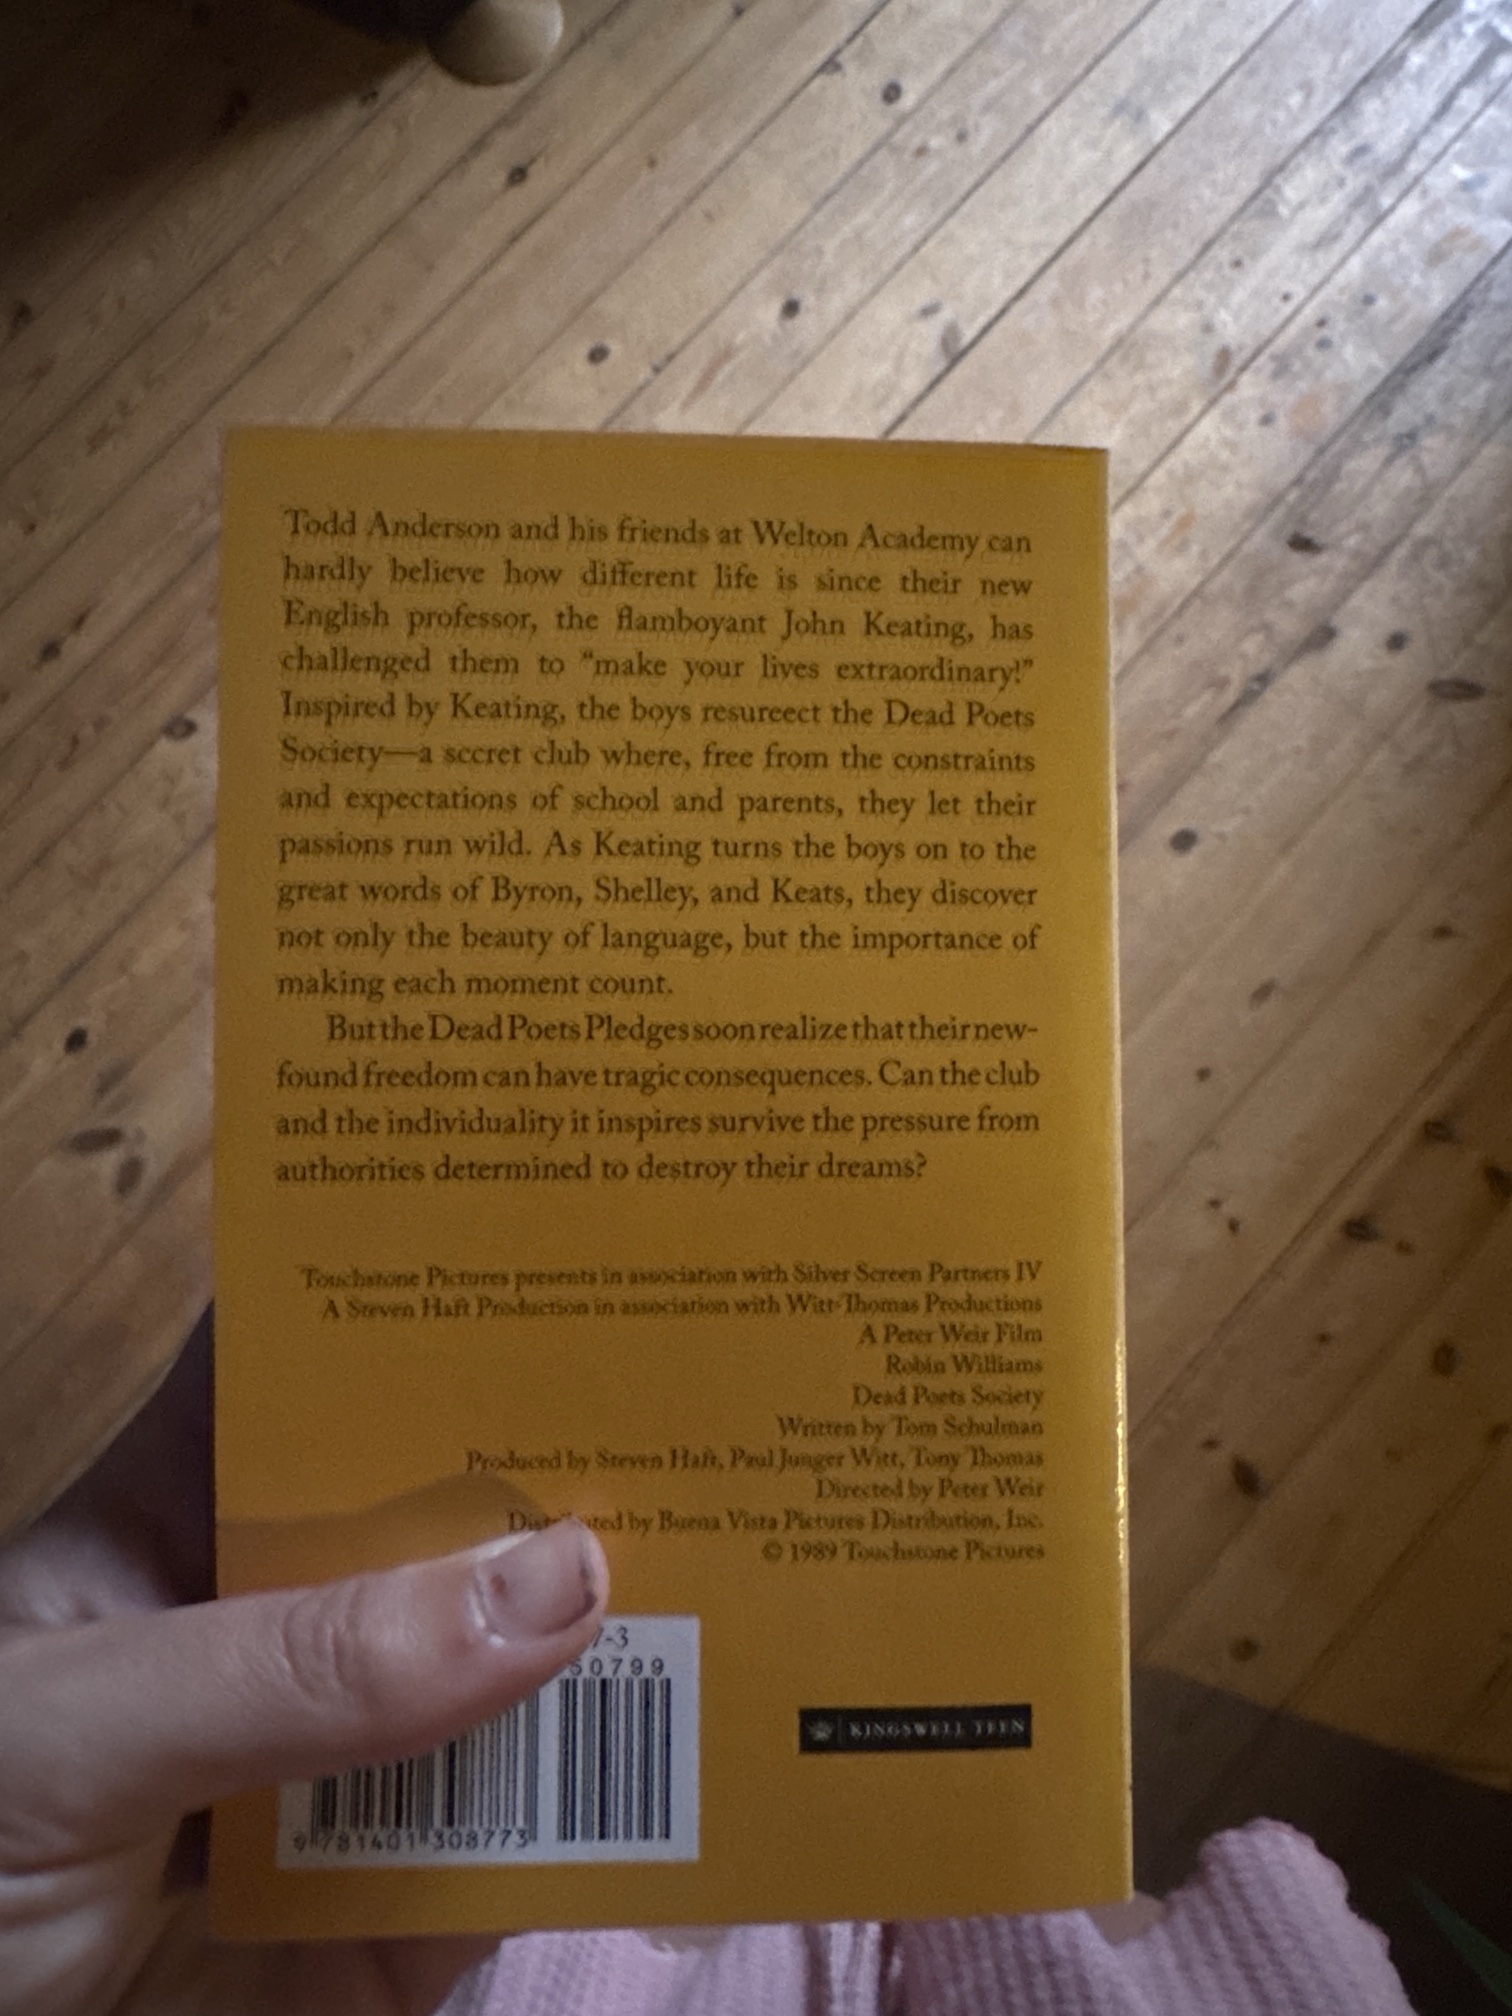 Todd Anderson and his friends at Welton Academy can
hardly believe how different life is since their new
English professor, the flamboyant John Keating, has
challenged them to “make your lives extraordinary!”
Inspired by Keating, the boys resureect the Dead Poets
Society—a secret club where, free from the constraints
and expectations of school and parents, they let their
passions run wild. As Keating turns the boys on to the
great words of Byron, Shelley, and Keats, they discover
not only the beauty of language, but the importance of
making each moment count.
But the Dead Poets Pledges soon realize that their new-
found freedom can have tragic consequences. Can the club
and the individuality it inspires survive the pressure from
authorities determined to destroy their dreams?
Touchstone Pictures presents in association with Silver Screen Partners IV
A Steven Haft Production in association with Witt-Thomas Productions
A Peter Weir Film
Robin Williams
Dead Poets Society
Written by Tom Schulman
Produced by Steven Haft, Paul Junger Witt, Tony Thomas
Directed by Peter Weir
Distributed by Buena Vista Pictures Distribution, Inc.
© 1989 Touchstone Pictures
7-3
50799
KINGSWELL TEEN
9 781401 308773